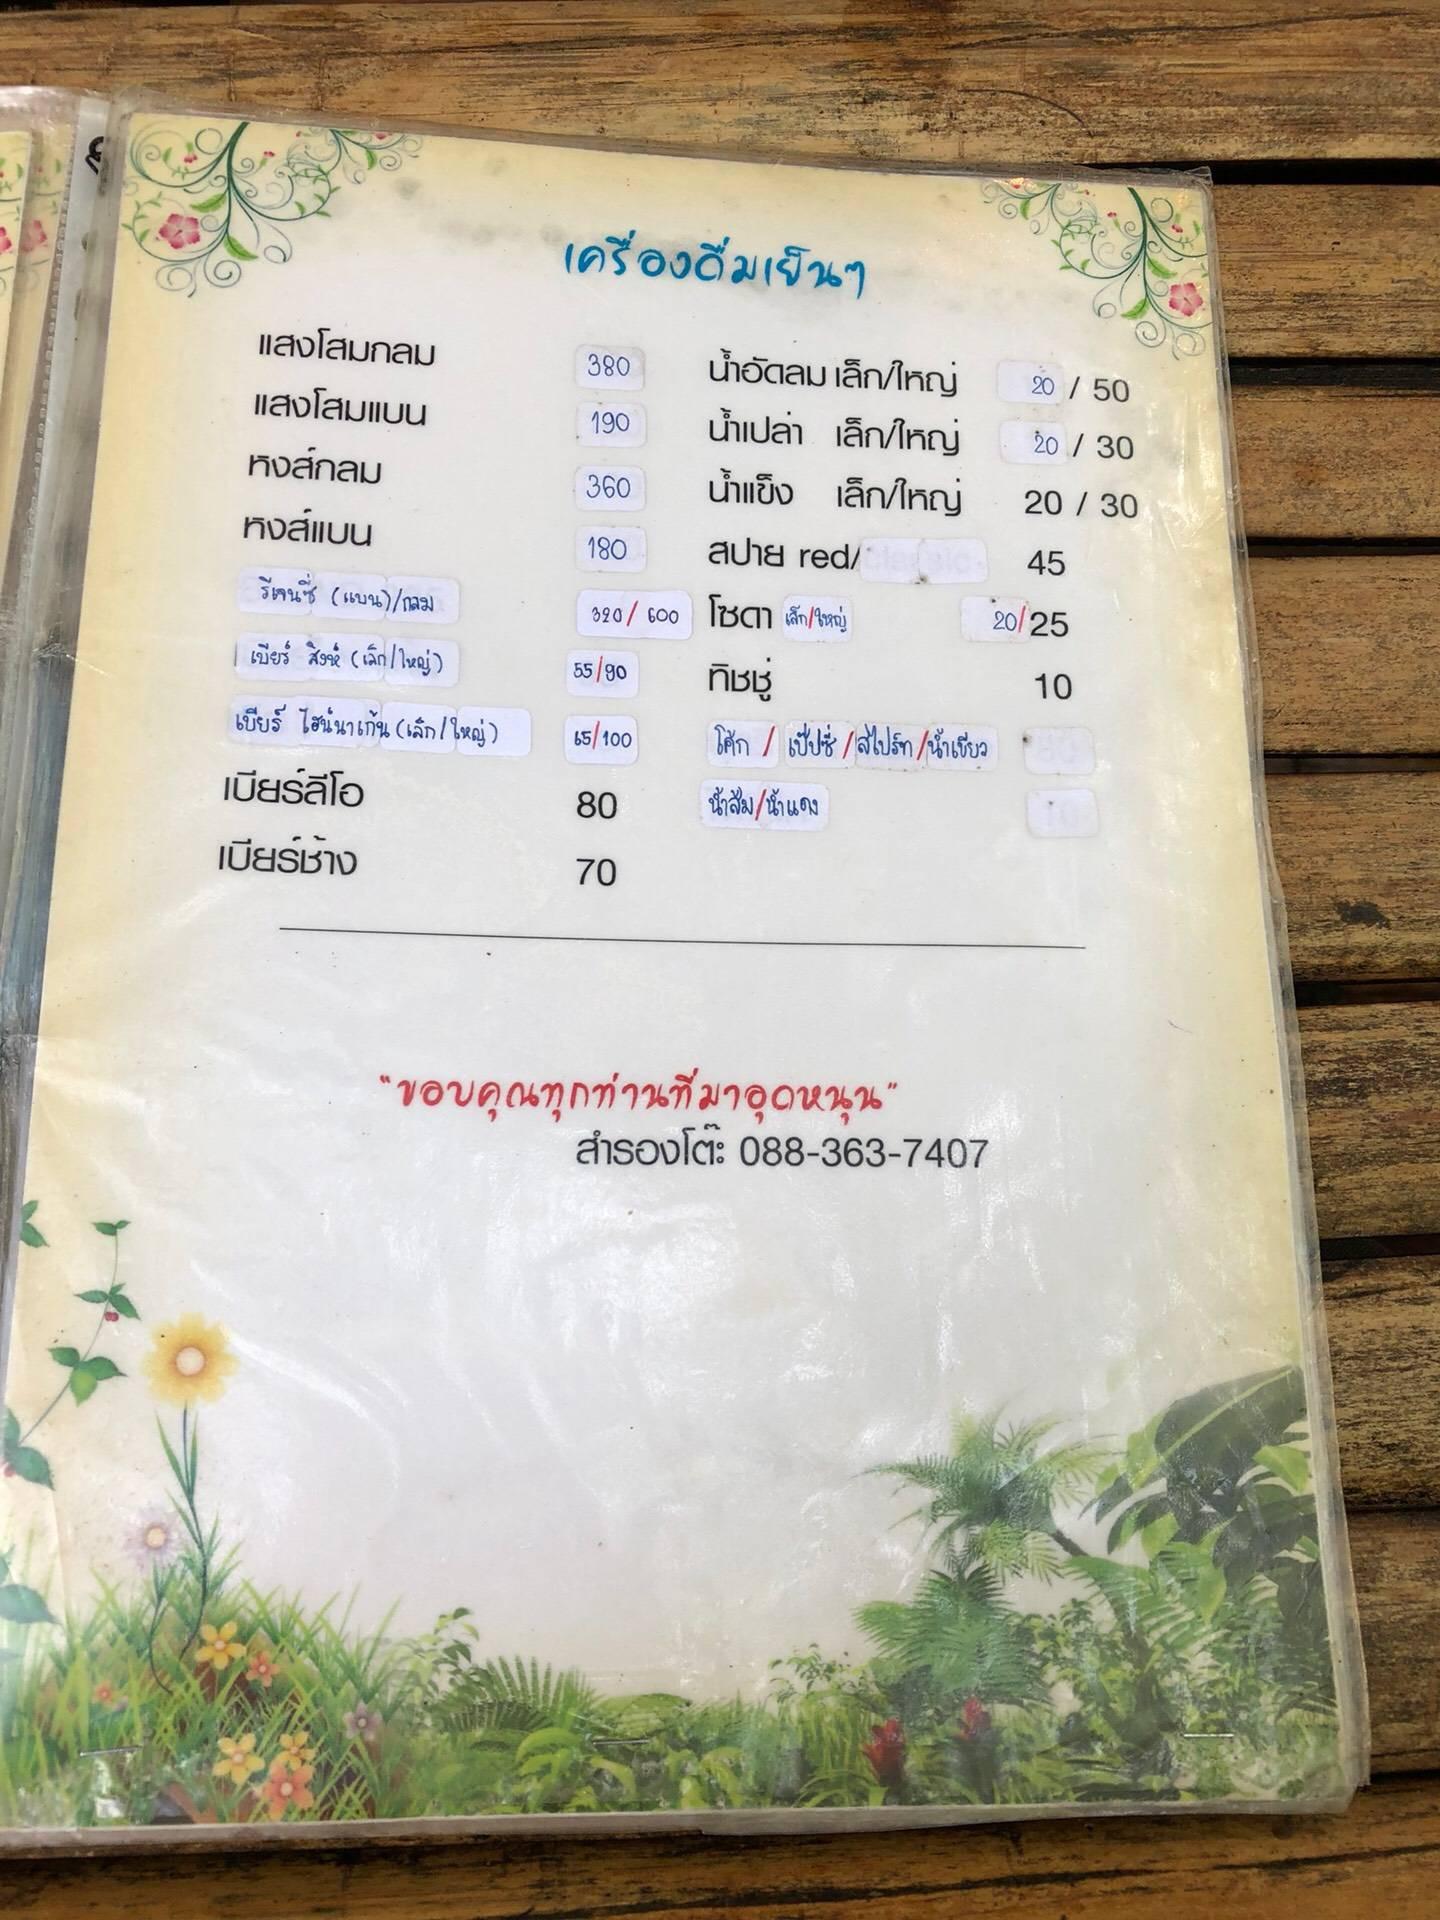 เครื่องดื่มเย็นๆ
แสงโสมกลม 380
แสงโสมแบน 190
หงส์กลม 360
หงส์แบน 180
รีเจนซี่ (แบน)/กลม 320/600
เบียร์ สิงห์ (เล็ก/ใหญ่) 55/90
เบียร์ ไฮน์นาเก้น (เล็ก/ใหญ่) 65/100
เบียร์ลีโอ 80
เบียร์ช้าง 70
น้ำอัดลม เล็ก/ใหญ่ 20 / 50
น้ำเปล่า เล็ก/ใหญ่ 20 / 30
น้ำแข็ง เล็ก/ใหญ่ 20 / 30
สปาย red/ 45
โซดา เล็ก/ใหญ่ 20/25
ทิชชู่ 10
โค้ก / เป๊ปซี่ / สไปร์ท / น้ำเขียว
น้ำส้ม/น้ำแดง
"ขอบคุณทุกท่านที่มาอุดหนุน"
สำรองโต๊ะ 088-363-7407